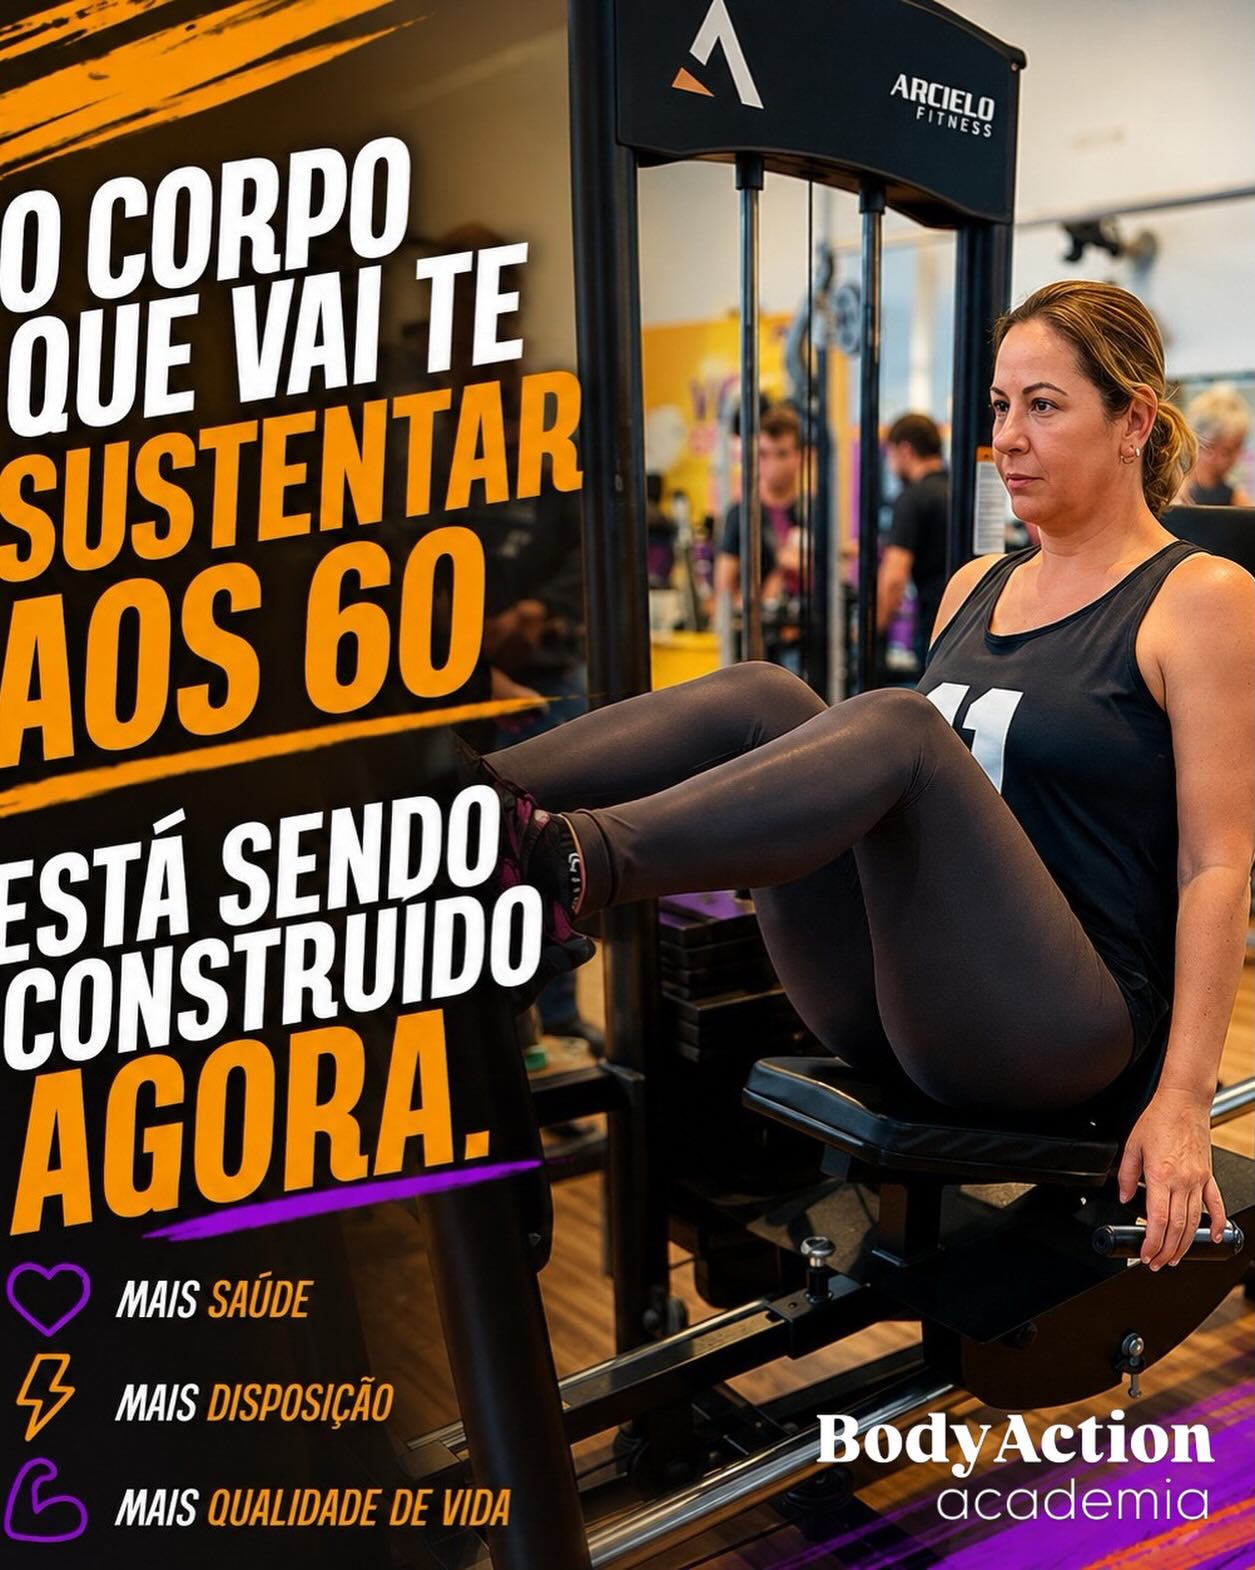 O CORPO
QUE VAI TE
SUSTENTAR
AOS 60
ESTÁ SENDO
CONSTRUÍDO
AGORA.
MAIS SAÚDE
MAIS DISPOSIÇÃO
MAIS QUALIDADE DE VIDA
ARCIELO
FITNESS
11
BodyAction
academia